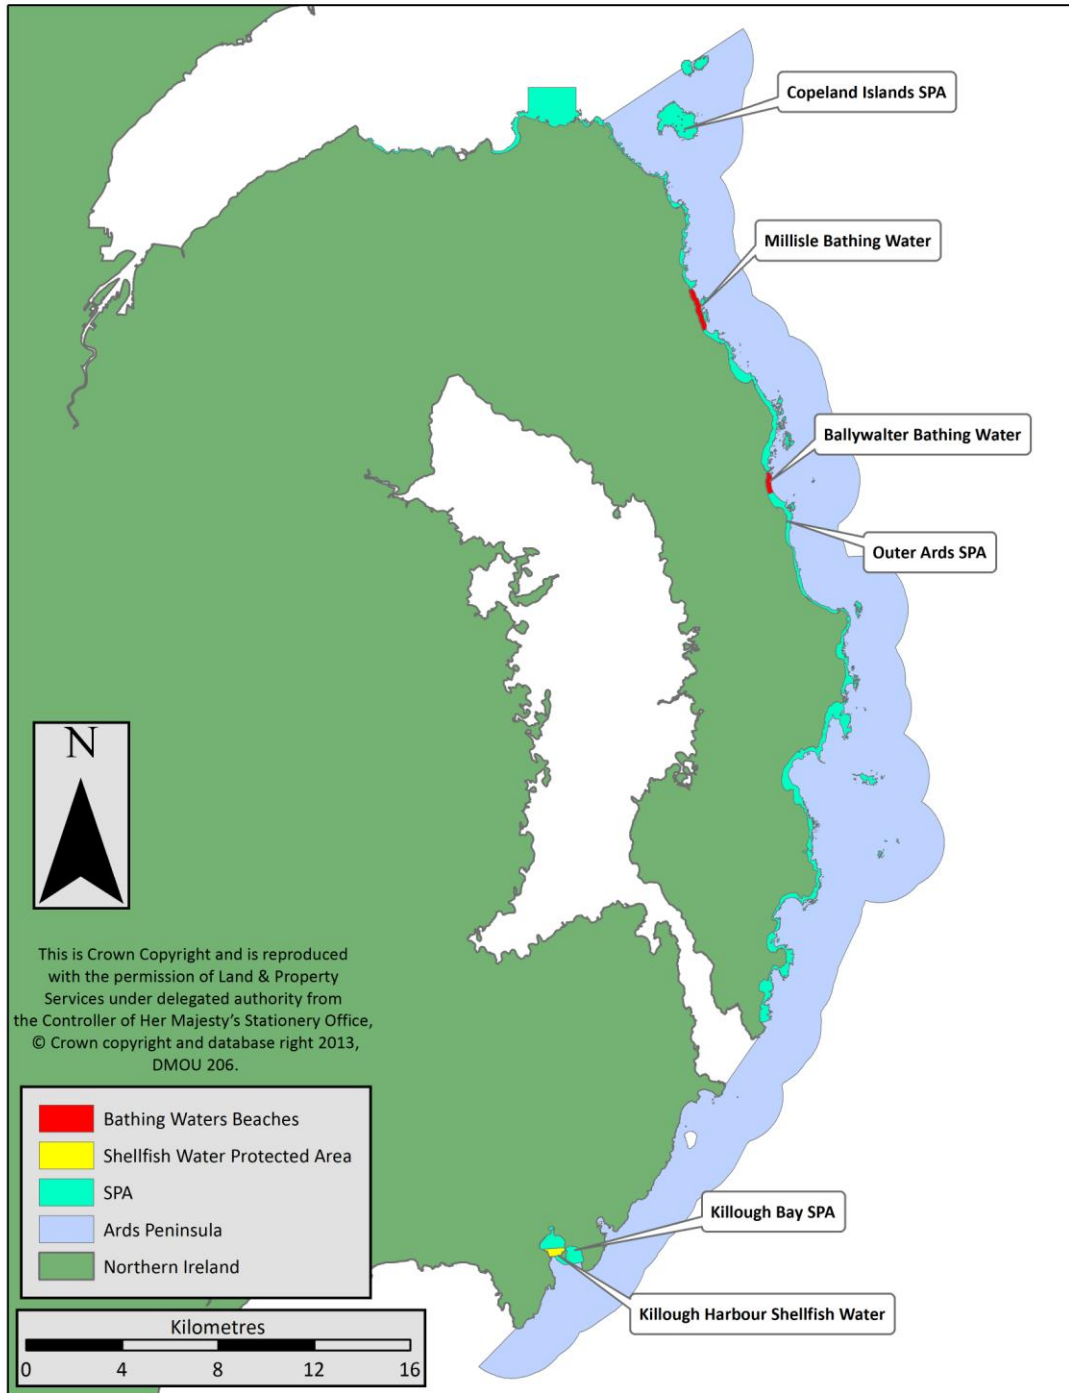 Copeland Islands SPA
Millisle Bathing Water
Ballywalter Bathing Water
Outer Ards SPA
N
This is Crown Copyright and is reproduced
with the permission of Land & Property
Services under delegated authority from
the Controller of Her Majesty’s Stationery Office,
© Crown copyright and database right 2013,
DMOU 206.
Bathing Waters Beaches
Shellfish Water Protected Area
SPA
Ards Peninsula
Northern Ireland
Killough Bay SPA
Killough Harbour Shellfish Water
Kilometres
0 4 8 12 16